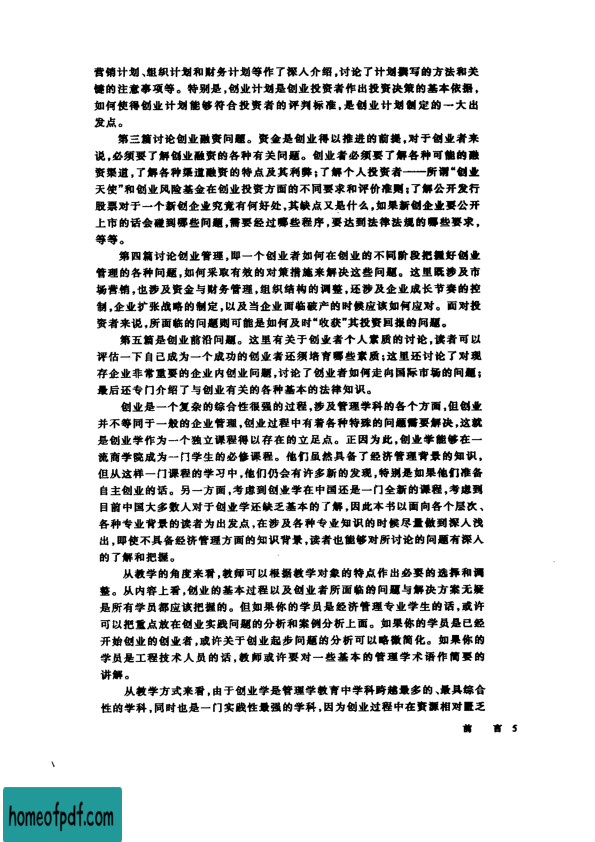 营销计划、组织计划和财务计划等作了深人介绍,讨论了计划撰写的方法和关
键的注意事项等。特别是,创业计划是创业投资者作出投资决策的基本依据,
如何使得创业计划能够符合投资者的评判标准,是创业计划制定的一大出
发点。
第三篇讨论创业融资问题。资金是创业得以推进的前提,对于创业者来
说,必须要了解创业融资的各种有关问题。创业者必须要了解各种可能的融
资渠道,了解各种渠道融资的特点及其利弊;了解个人投资者——所谓“创业
天使”和创业风险基金在创业投资方面的不同要求和评价准则;了解公开发行
股票对于一个新创企业究竟有何好处,其缺点又是什么,如果新创企业要公开
上市的话会碰到哪些问题,需要经过哪些程序,要达到法律法规的哪些要求,
等等。
第四篇讨论创业管理,即一个创业者如何在创业的不同阶段把握好创业
管理的各种问题,如何采取有效的对策措施来解决这些问题。这里既涉及市
场营销,也涉及资金与财务管理,组织结构的调整,还涉及企业成长节奏的控
制,企业扩张战略的制定,以及当企业面临破产的时候应该如何应对。面对投
资者来说,所面临的问题则可能是如何及时“收获”其投资回报的问题。
第五篇是创业前沿问题。这里有关于创业者个人素质的讨论,读者可以
评估一下自己成为一个成功的创业者还须培育哪些素质;这里还讨论了对现
存企业非常重要的企业内创业问题,讨论了创业者如何走向国际市场的问题;
最后还专门介绍了与创业有关的各种基本的法律知识。
创业是一个复杂的综合性很强的过程,涉及管理学科的各个方面,但创业
并不等同于一般的企业管理,创业过程中有着各种特殊的问题需要解决,这就
是创业学作为一个独立课程得以存在的立足点。正因为此,创业学能够在一
流商学院成为一门学生的必修课程。他们虽然具备了经济管理背景的知识,
但从这样一门课程的学习中,他们仍会有许多新的发现,特别是如果他们准备
自主创业的话。另一方面,考虑到创业学在中国还是一门全新的课程,考虑到
目前中国大多数人对于创业学还缺乏基本的了解,因此本书以面向各个层次、
各种专业背景的读者为出发点,在涉及各种专业知识的时候尽量做到深人浅
出,即使不具备经济管理方面的知识背景,读者也能够对所讨论的问题有深人
的了解和把握。
从教学的角度来看,教师可以根据教学对象的特点作出必要的选择和调
整。从内容上看,创业的基本过程以及创业者所面临的问题与解决方案无疑
是所有学员都应该把握的。但如果你的学员是经济管理专业学生的话,或许
可以把重点放在创业实践问题的分析和案例分析上面。如果你的学员是已经
开始创业的创业者,或许关于创业起步问题的分析可以略微简化。如果你的
学员是工程技术人员的话,教师或许要对一些基本的管理学术语作简要的
讲解。
从教学方式来看,由于创业学是管理学教育中学科跨越最多的、最具综合
性的学科,同时也是一门实践性最强的学科,因为创业过程中在资源相对匮乏
前 言 5
homeofpdf.com